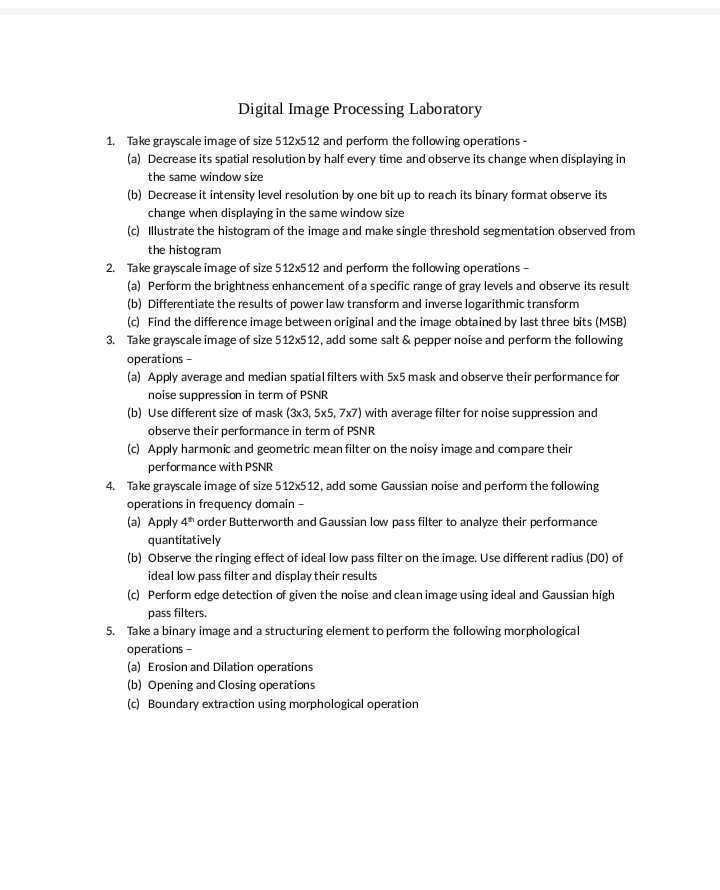 Digital Image Processing Laboratory
1. Take grayscale image of size 512x512 and perform the following operations -
(a) Decrease its spatial resolution by half every time and observe its change when displaying in
the same window size
(b) Decrease it intensity level resolution by one bit up to reach its binary format observe its
change when displaying in the same window size
(c) Illustrate the histogram of the image and make single threshold segmentation observed from
the histogram
2. Take grayscale image of size 512x512 and perform the following operations –
(a) Perform the brightness enhancement of a specific range of gray levels and observe its result
(b) Differentiate the results of power law transform and inverse logarithmic transform
(c) Find the difference image between original and the image obtained by last three bits (MSB)
3. Take grayscale image of size 512x512, add some salt & pepper noise and perform the following
operations –
(a) Apply average and median spatial filters with 5x5 mask and observe their performance for
noise suppression in term of PSNR
(b) Use different size of mask (3x3, 5x5, 7x7) with average filter for noise suppression and
observe their performance in term of PSNR
(c) Apply harmonic and geometric mean filter on the noisy image and compare their
performance with PSNR
4. Take grayscale image of size 512x512, add some Gaussian noise and perform the following
operations in frequency domain –
(a) Apply 4th order Butterworth and Gaussian low pass filter to analyze their performance
quantitatively
(b) Observe the ringing effect of ideal low pass filter on the image. Use different radius (D0) of
ideal low pass filter and display their results
(c) Perform edge detection of given the noise and clean image using ideal and Gaussian high
pass filters.
5. Take a binary image and a structuring element to perform the following morphological
operations –
(a) Erosion and Dilation operations
(b) Opening and Closing operations
(c) Boundary extraction using morphological operation